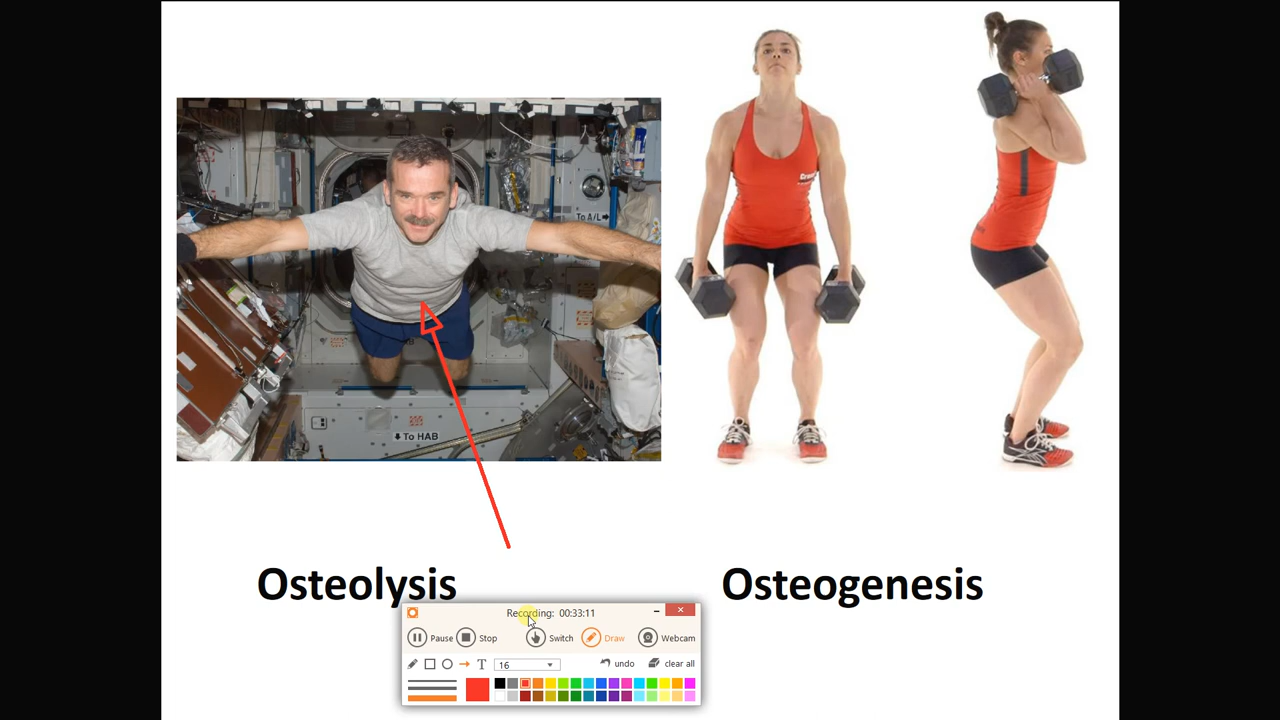 To A/L
To HAB
Osteolysis
Osteogenesis
Recording: 00:33:11
Pause
Stop
Switch
Draw
Webcam
T
16
undo
clear all